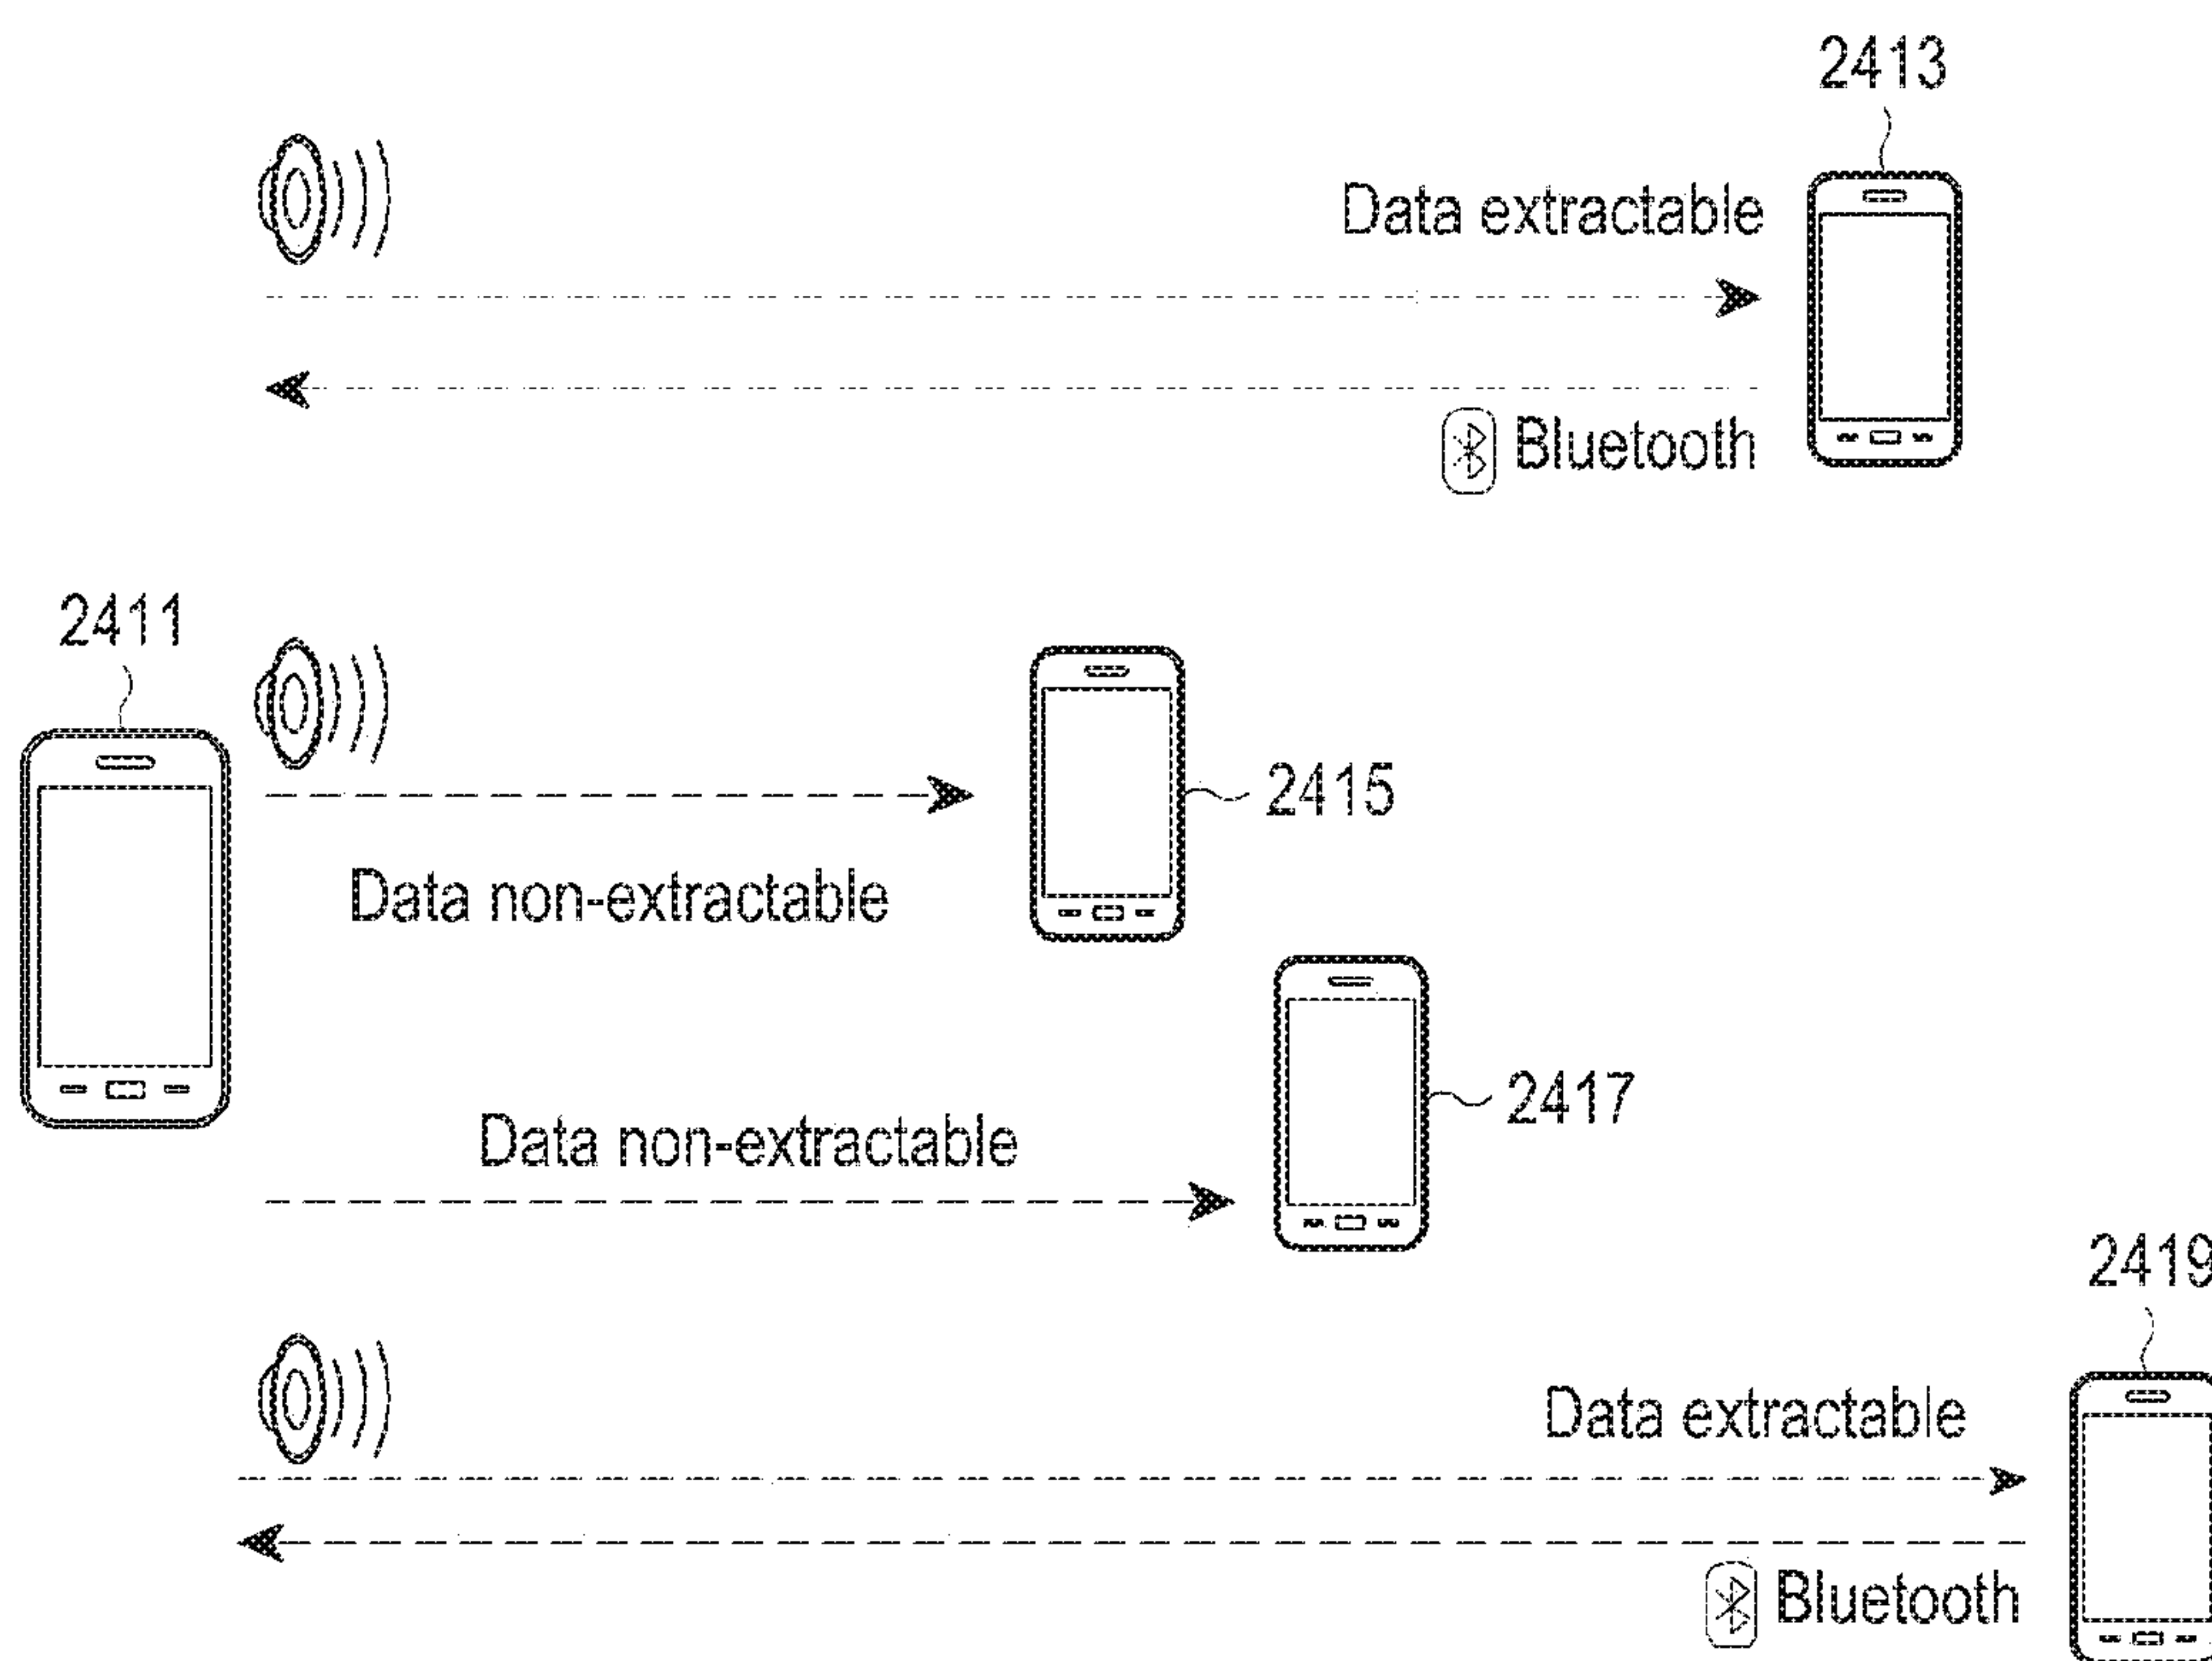 2413
Data extractable
Bluetooth
2411
2415
Data non-extractable
2417
Data non-extractable
2419
Data extractable
Bluetooth